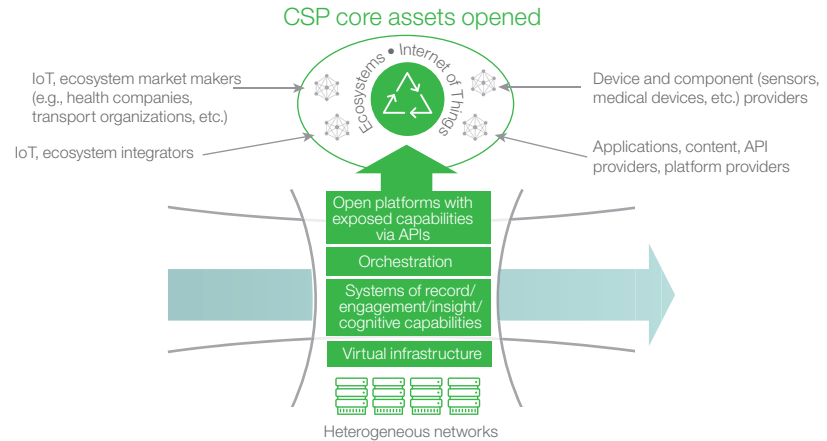 CSP core assets opened
Ecosystems • Internet of Things
IoT, ecosystem market makers
(e.g., health companies,
transport organizations, etc.)
IoT, ecosystem integrators
Device and component (sensors,
medical devices, etc.) providers
Applications, content, API
providers, platform providers
Open platforms with
exposed capabilities
via APIs
Orchestration
Systems of record/
engagement/insight/
cognitive capabilities
Virtual infrastructure
Heterogeneous networks